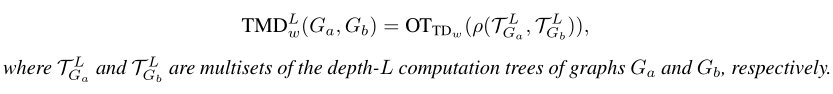 TMD_w^L(G_a, G_b) = OT_{TD_w}(ρ(𝒯_{G_a}^L, 𝒯_{G_b}^L)),
where 𝒯_{G_a}^L and 𝒯_{G_b}^L are multisets of the depth-L computation trees of graphs G_a and G_b, respectively.